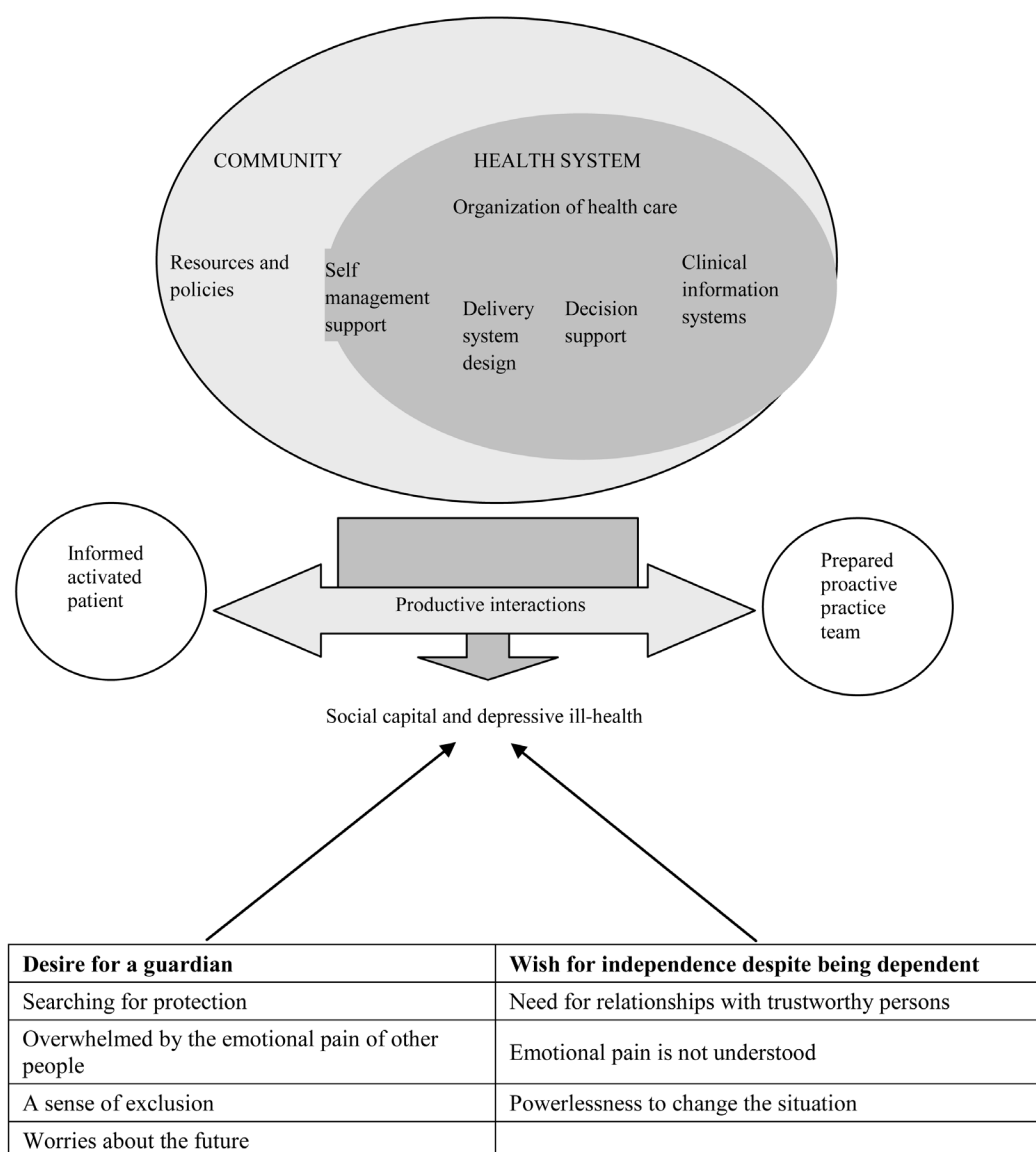 COMMUNITY
HEALTH SYSTEM
Organization of health care
Resources and
policies
Self
management
support
Delivery
system
design
Decision
support
Clinical
information
systems
Informed
activated
patient
Productive interactions
Prepared
proactive
practice
team
Social capital and depressive ill-health
Desire for a guardian
Wish for independence despite being dependent
Searching for protection
Need for relationships with trustworthy persons
Overwhelmed by the emotional pain of other
people
Emotional pain is not understood
A sense of exclusion
Powerlessness to change the situation
Worries about the future